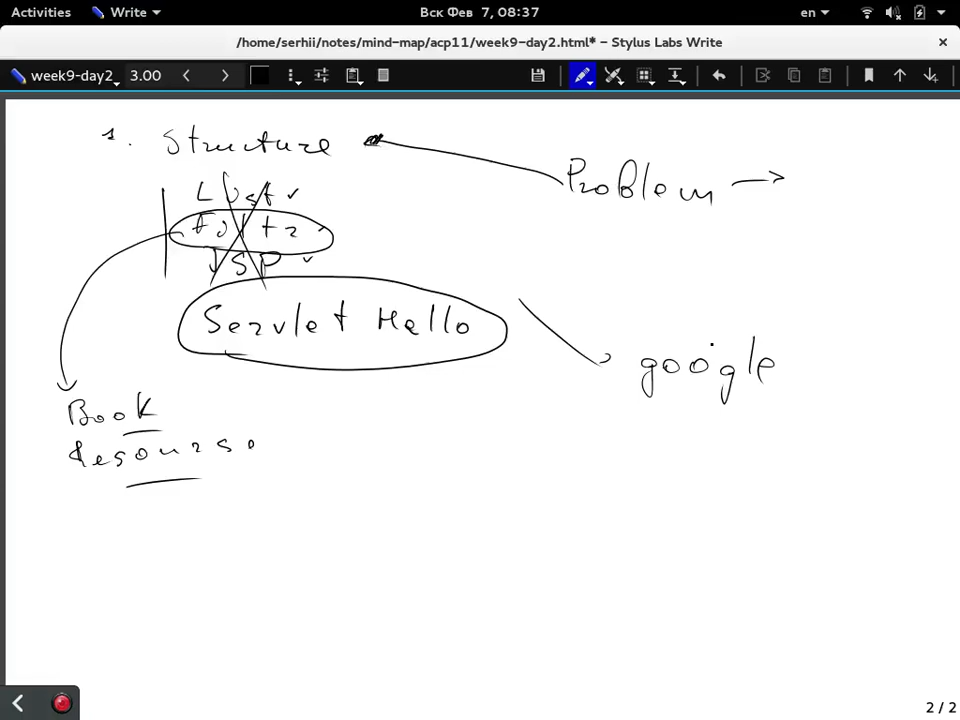 Activities Write Вск Фев 7, 08:37 en
/home/serhii/notes/mind-map/acp11/week9-day2.html* – Stylus Labs Write
week9-day2 3.00
1. Structure
Problem
JSP
Servlet Hello
google
Book
Resourse
2 / 2